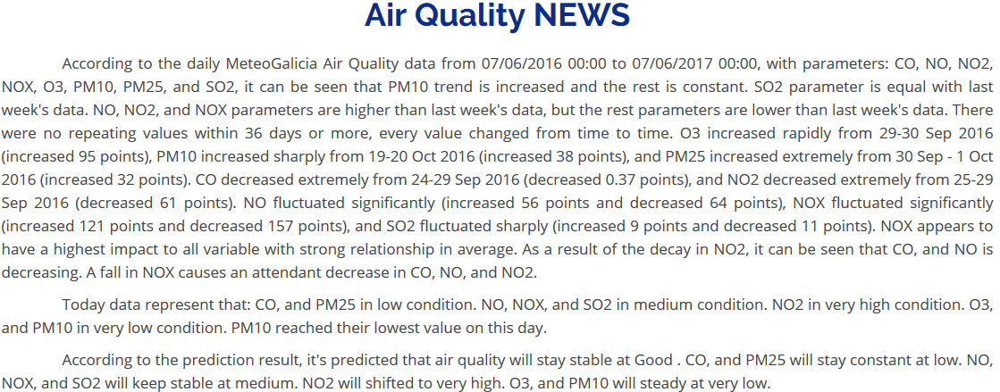 Air Quality NEWS
According to the daily MeteoGalicia Air Quality data from 07/06/2016 00:00 to 07/06/2017 00:00, with parameters: CO, NO, NO2,
NOX, O3, PM10, PM25, and SO2, it can be seen that PM10 trend is increased and the rest is constant. SO2 parameter is equal with last
week's data. NO, NO2, and NOX parameters are higher than last week's data, but the rest parameters are lower than last week's data. There
were no repeating values within 36 days or more, every value changed from time to time. O3 increased rapidly from 29-30 Sep 2016
(increased 95 points), PM10 increased sharply from 19-20 Oct 2016 (increased 38 points), and PM25 increased extremely from 30 Sep - 1 Oct
2016 (increased 32 points). CO decreased extremely from 24-29 Sep 2016 (decreased 0.37 points), and NO2 decreased extremely from 25-29
Sep 2016 (decreased 61 points). NO fluctuated significantly (increased 56 points and decreased 64 points), NOX fluctuated significantly
(increased 121 points and decreased 157 points), and SO2 fluctuated sharply (increased 9 points and decreased 11 points). NOX appears to
have a highest impact to all variable with strong relationship in average. As a result of the decay in NO2, it can be seen that CO, and NO is
decreasing. A fall in NOX causes an attendant decrease in CO, NO, and NO2.
Today data represent that: CO, and PM25 in low condition. NO, NOX, and SO2 in medium condition. NO2 in very high condition. O3,
and PM10 in very low condition. PM10 reached their lowest value on this day.
According to the prediction result, it's predicted that air quality will stay stable at Good . CO, and PM25 will stay constant at low. NO,
NOX, and SO2 will keep stable at medium. NO2 will shifted to very high. O3, and PM10 will steady at very low.